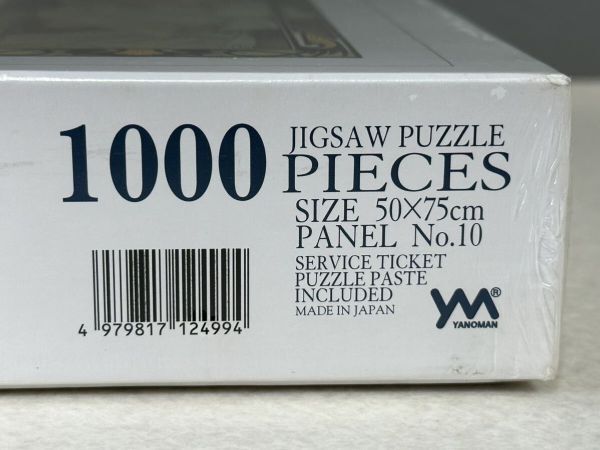 1000 JIGSAW PUZZLE
PIECES
SIZE 50×75cm
PANEL No.10
SERVICE TICKET
PUZZLE PASTE
INCLUDED
MADE IN JAPAN
4 979817 124994
YM®
YANOMAN